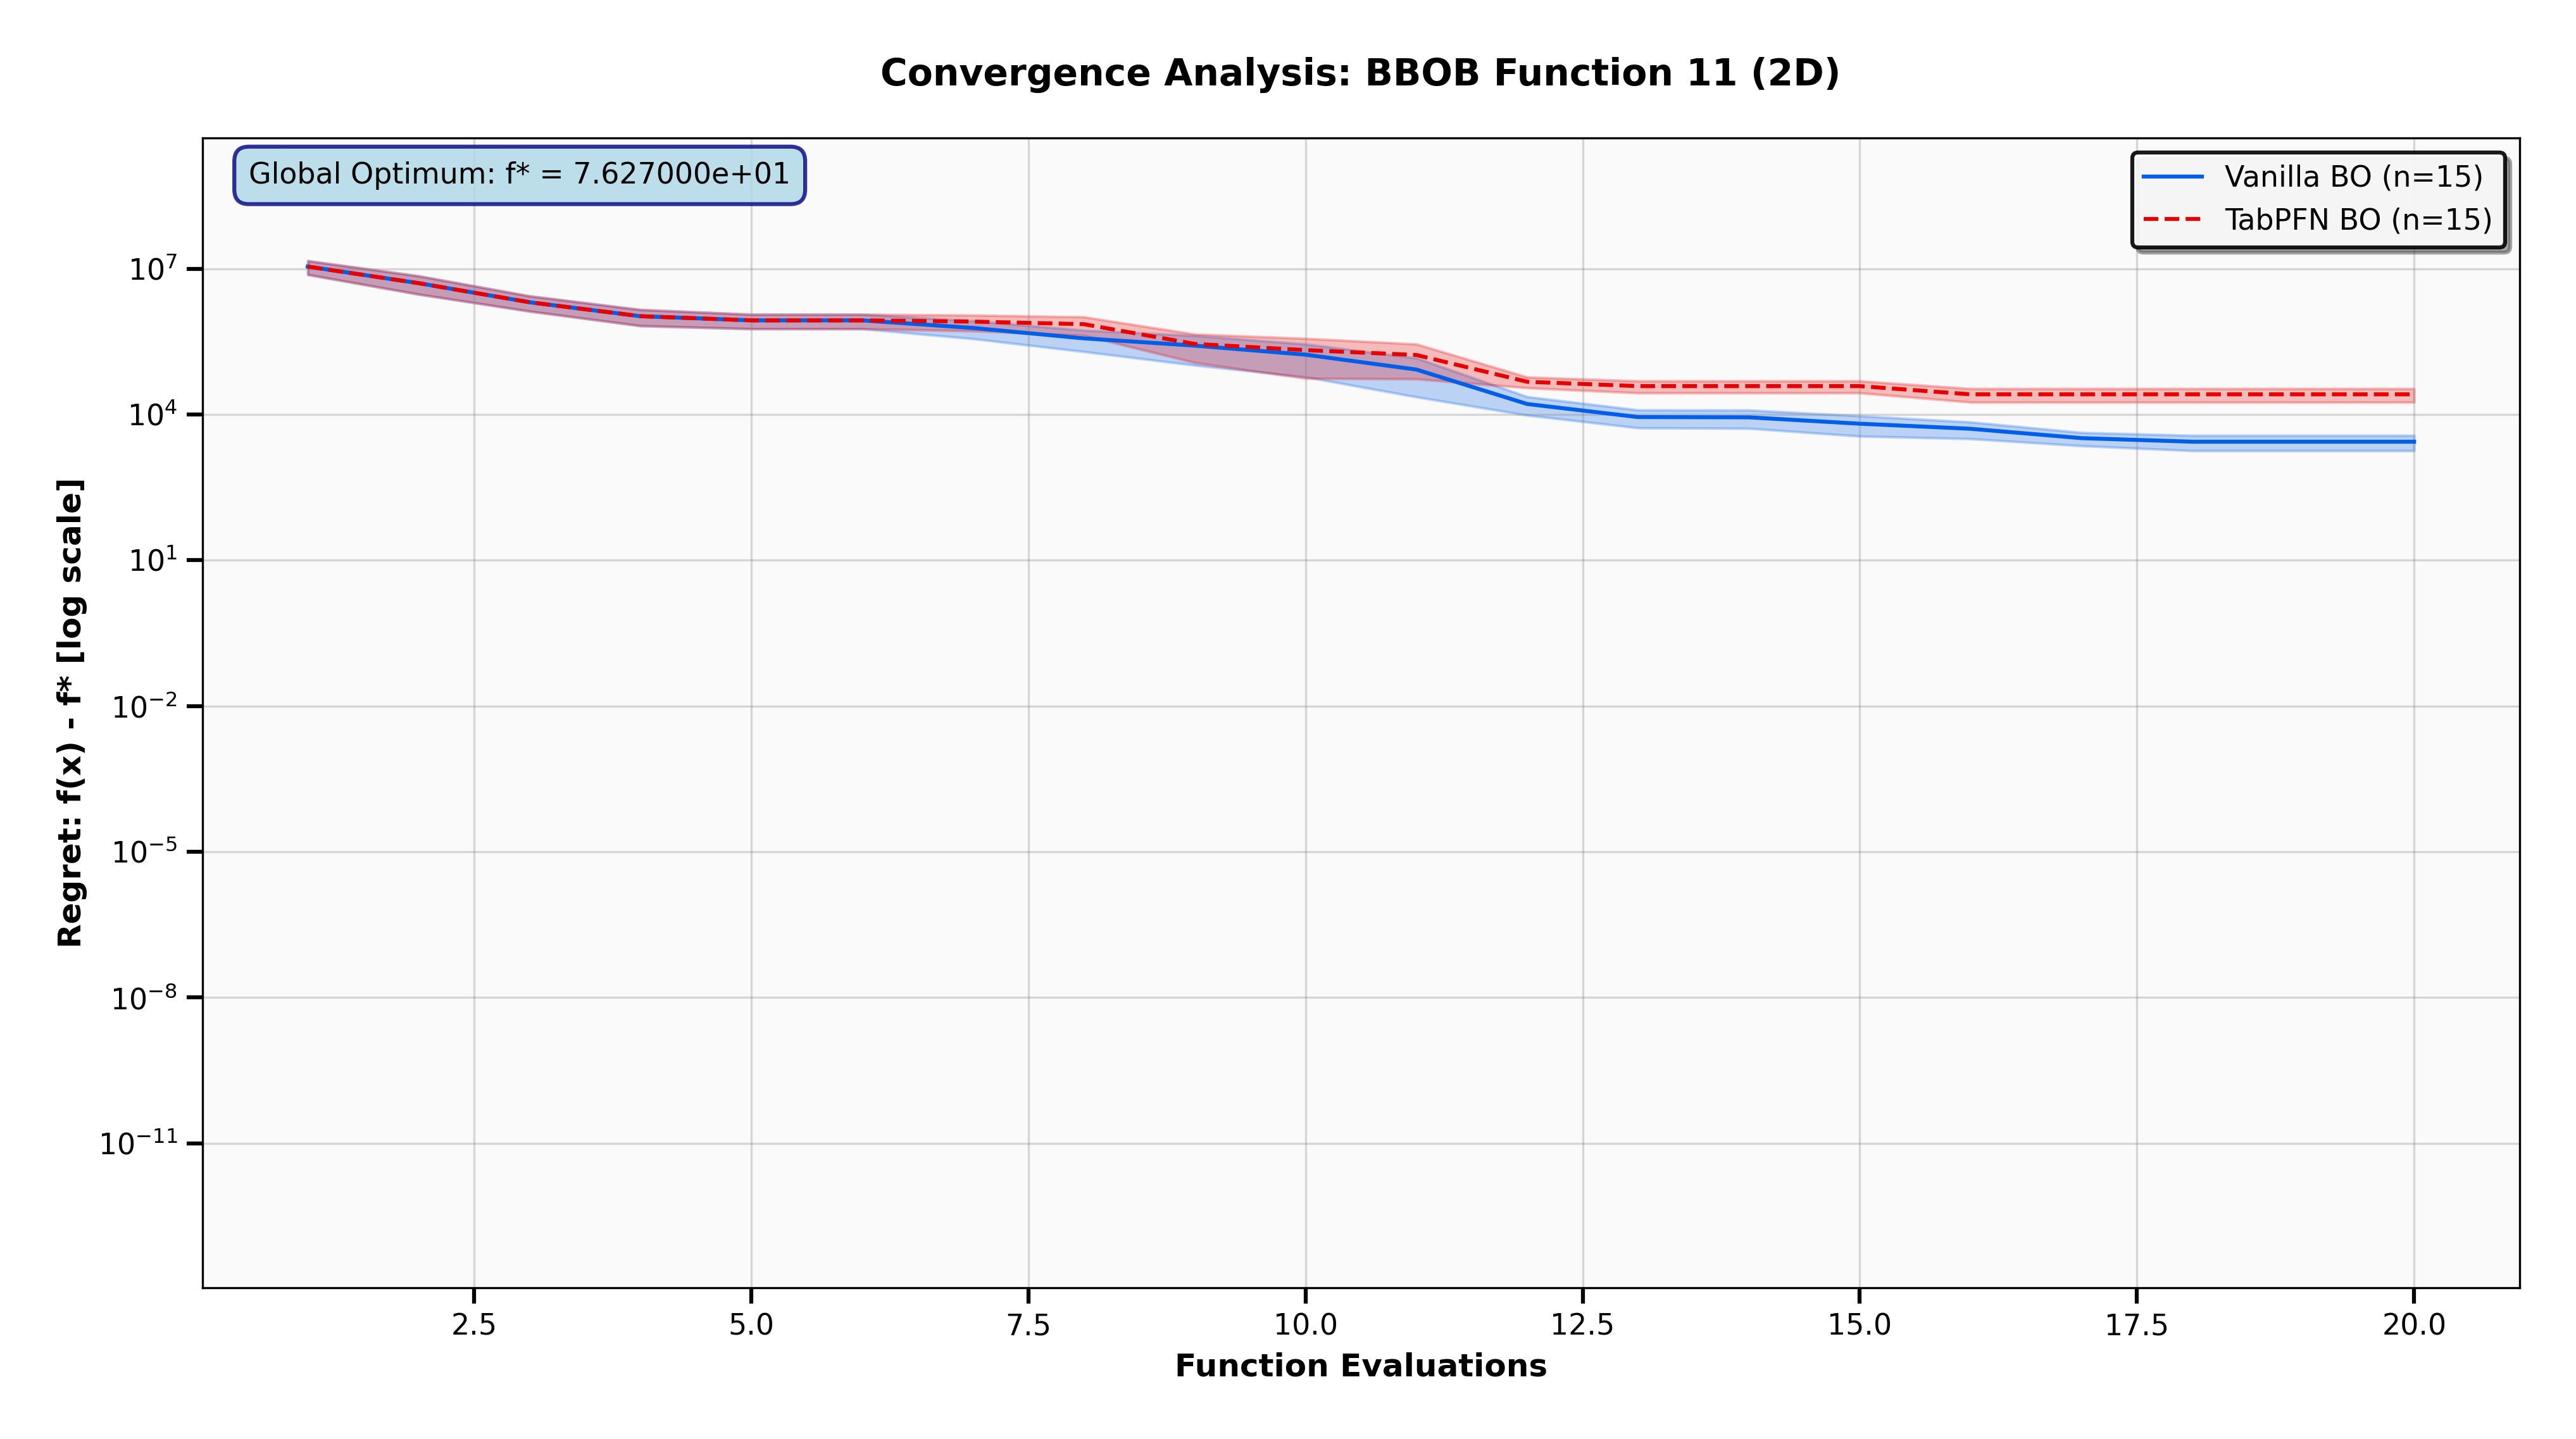 Convergence Analysis: BBOB Function 11 (2D)
Global Optimum: f* = 7.627000e+01
Vanilla BO (n=15)
TabPFN BO (n=15)
Regret: f(x) - f* [log scale]
10⁷
10⁴
10¹
10⁻²
10⁻⁵
10⁻⁸
10⁻¹¹
2.5 5.0 7.5 10.0 12.5 15.0 17.5 20.0
Function Evaluations